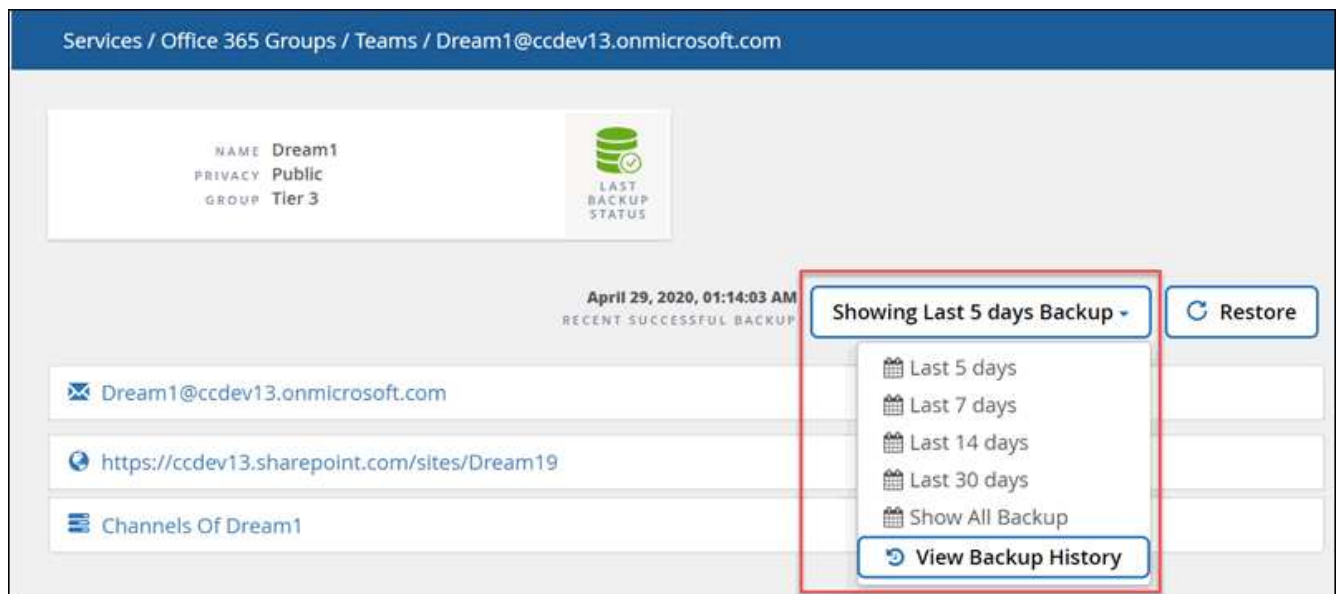 Services / Office 365 Groups / Teams / Dream1@ccdev13.onmicrosoft.com
NAME Dream1
PRIVACY Public
GROUP Tier 3
LAST
BACKUP
STATUS
April 29, 2020, 01:14:03 AM
RECENT SUCCESSFUL BACKUP
Showing Last 5 days Backup
Restore
Last 5 days
Last 7 days
Last 14 days
Last 30 days
Show All Backup
View Backup History
Dream1@ccdev13.onmicrosoft.com
https://ccdev13.sharepoint.com/sites/Dream19
Channels Of Dream1